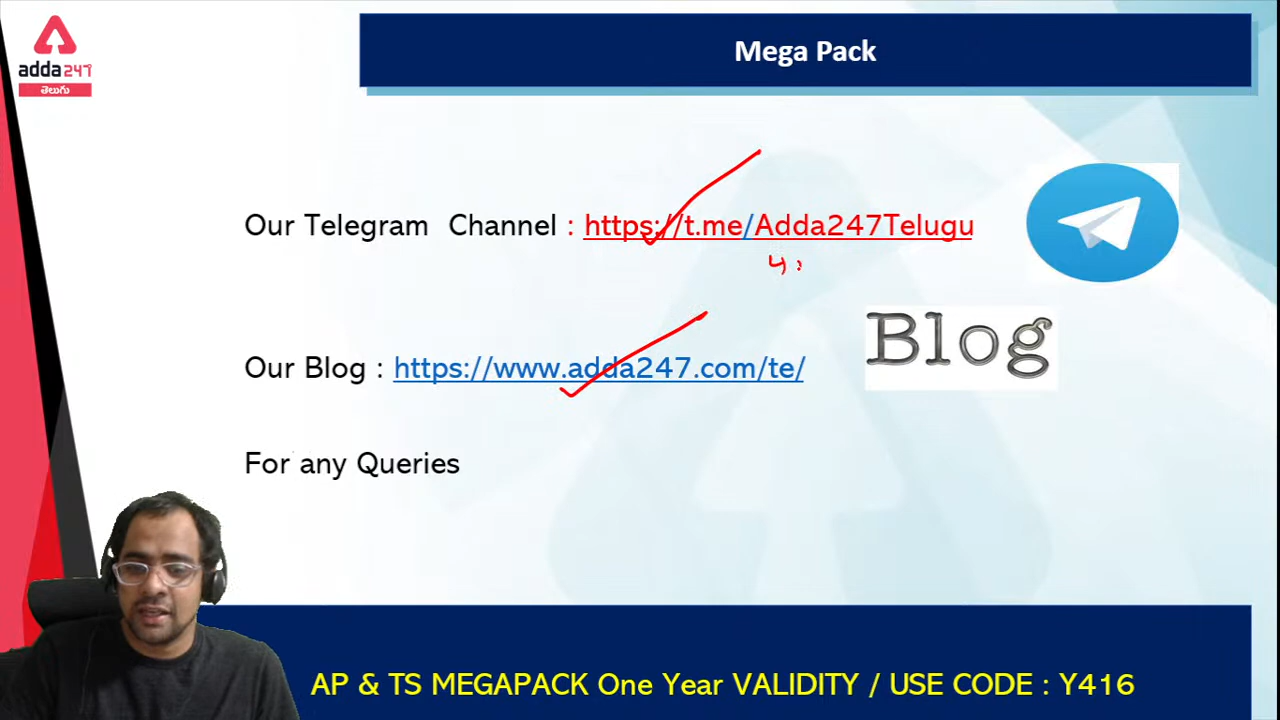 adda247
తెలుగు
Mega Pack
Our Telegram Channel : https://t.me/Adda247Telugu
Our Blog : https://www.adda247.com/te/
Blog
For any Queries
AP & TS MEGAPACK One Year VALIDITY / USE CODE : Y416